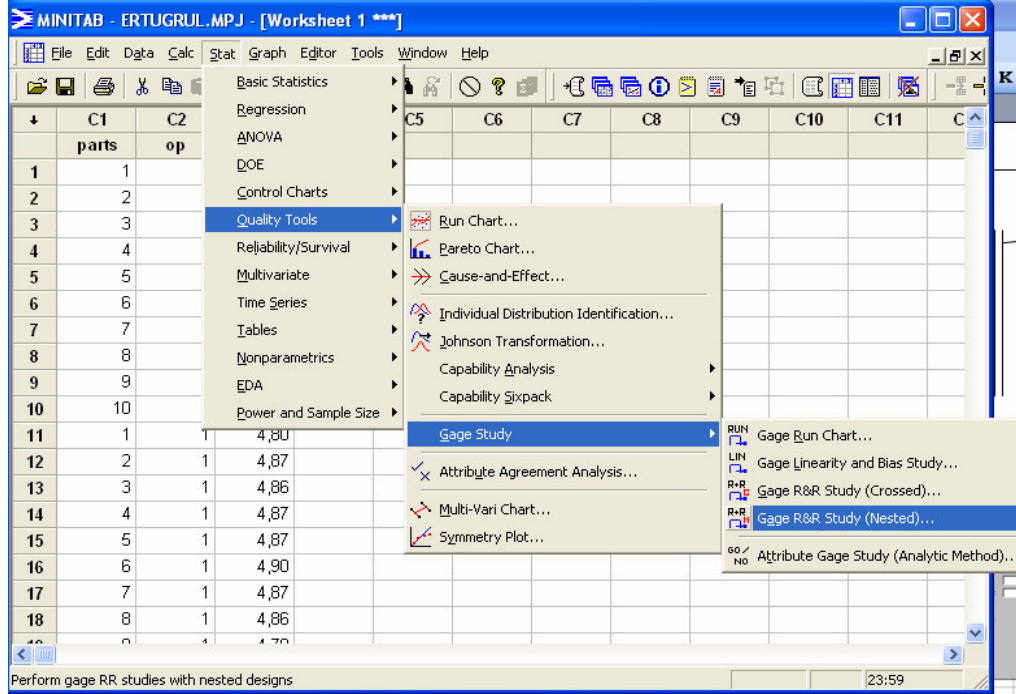 MINITAB - ERTUGRUL.MPJ - [Worksheet 1 ***]
File Edit Data Calc Stat Graph Editor Tools Window Help
K
Basic Statistics
Regression
ANOVA
DOE
Control Charts
Quality Tools
Reliability/Survival
Multivariate
Time Series
Tables
Nonparametrics
EDA
Power and Sample Size
Run Chart...
Pareto Chart...
Cause-and-Effect...
Individual Distribution Identification...
Johnson Transformation...
Capability Analysis
Capability Sixpack
Gage Study
Attribute Agreement Analysis...
Multi-Vari Chart...
Symmetry Plot...
RUN Gage Run Chart...
LIN Gage Linearity and Bias Study...
R+R C Gage R&R Study (Crossed)...
R+R N Gage R&R Study (Nested)...
GO/NO Attribute Gage Study (Analytic Method)..
C1 C2 C5 C6 C7 C8 C9 C10 C11 C
parts op
1 1
2 2
3 3
4 4
5 5
6 6
7 7
8 8
9 9
10 10
11 1 1 4,80
12 2 1 4,87
13 3 1 4,86
14 4 1 4,87
15 5 1 4,87
16 6 1 4,90
17 7 1 4,87
18 8 1 4,86
Perform gage RR studies with nested designs
23:59